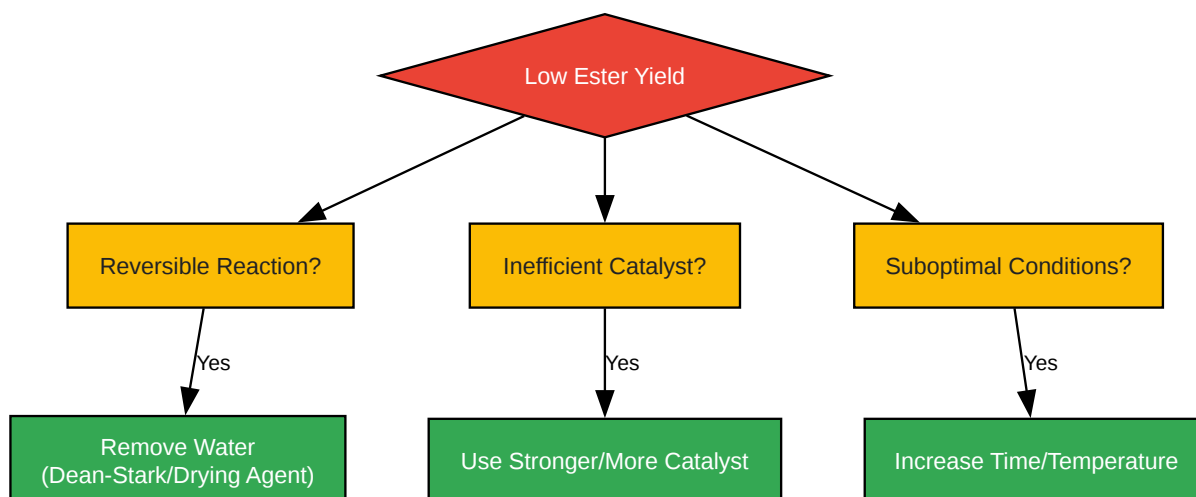 Low Ester Yield
Reversible Reaction?
Inefficient Catalyst?
Suboptimal Conditions?
Yes
Yes
Yes
Remove Water
(Dean-Stark/Drying Agent)
Use Stronger/More Catalyst
Increase Time/Temperature